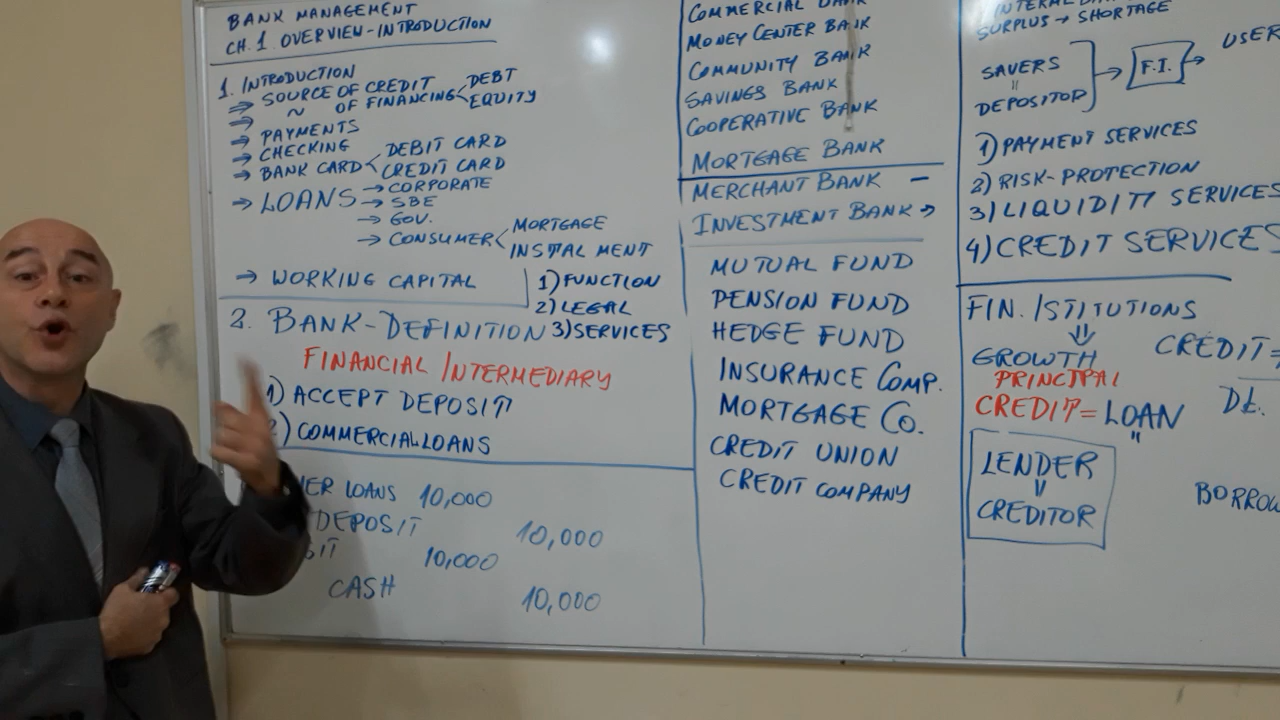 BANK MANAGEMENT
CH.1 OVERVIEW-INTRODUCTION
1. INTRODUCTION
⇒ SOURCE OF CREDIT
⇒ ~ OF FINANCING < DEBT
EQUITY
→ PAYMENTS
→ CHECKING
→ BANK CARD < DEBIT CARD
CREDIT CARD
→ LOANS → CORPORATE
→ SBE
→ GOV.
→ CONSUMER < MORTGAGE
INSTALMENT
→ WORKING CAPITAL
1) FUNCTION
2) LEGAL
3) SERVICES
2. BANK-DEFINITION
FINANCIAL INTERMEDIARY
1) ACCEPT DEPOSIT
2) COMMERCIAL LOANS
LOANS 10,000
DEPOSIT 10,000
10,000
CASH 10,000
COMMERCIAL BANK
MONEY CENTER BANK
COMMUNITY BANK
SAVINGS BANK
COOPERATIVE BANK
MORTGAGE BANK
MERCHANT BANK -
INVESTMENT BANK →
MUTUAL FUND
PENSION FUND
HEDGE FUND
INSURANCE COMP.
MORTGAGE CO.
CREDIT UNION
CREDIT COMPANY
SURPLUS → SHORTAGE
SAVERS
"
DEPOSITOR
→ F.I. → USER
1) PAYMENT SERVICES
2) RISK-PROTECTION
3) LIQUIDITY SERVICES
4) CREDIT SERVICES
FIN. ISTITUTIONS
⇓
GROWTH
PRINCIPAL
CREDIT = LOAN
"
LENDER
⇓
CREDITOR
CREDIT =